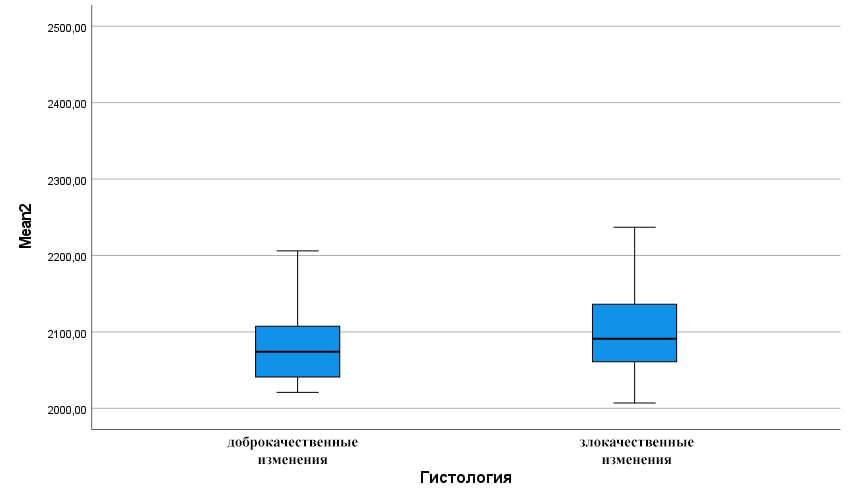 2500,00
2400,00
2300,00
2200,00
2100,00
2000,00
Mean2
доброкачественные
изменения
злокачественные
изменения
Гистология